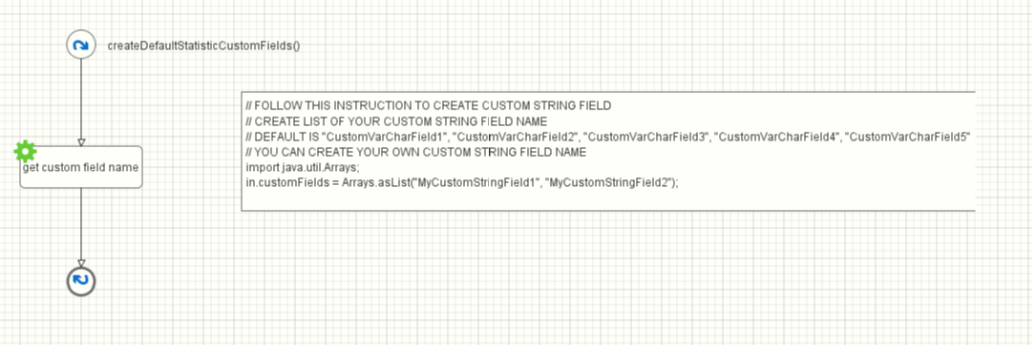 createDefaultStatisticCustomFields()
// FOLLOW THIS INSTRUCTION TO CREATE CUSTOM STRING FIELD
// CREATE LIST OF YOUR CUSTOM STRING FIELD NAME
// DEFAULT IS "CustomVarCharField1", "CustomVarCharField2", "CustomVarCharField3", "CustomVarCharField4", "CustomVarCharField5"
// YOU CAN CREATE YOUR OWN CUSTOM STRING FIELD NAME
import java.util.Arrays;
in.customFields = Arrays.asList("MyCustomStringField1", "MyCustomStringField2");
get custom field name